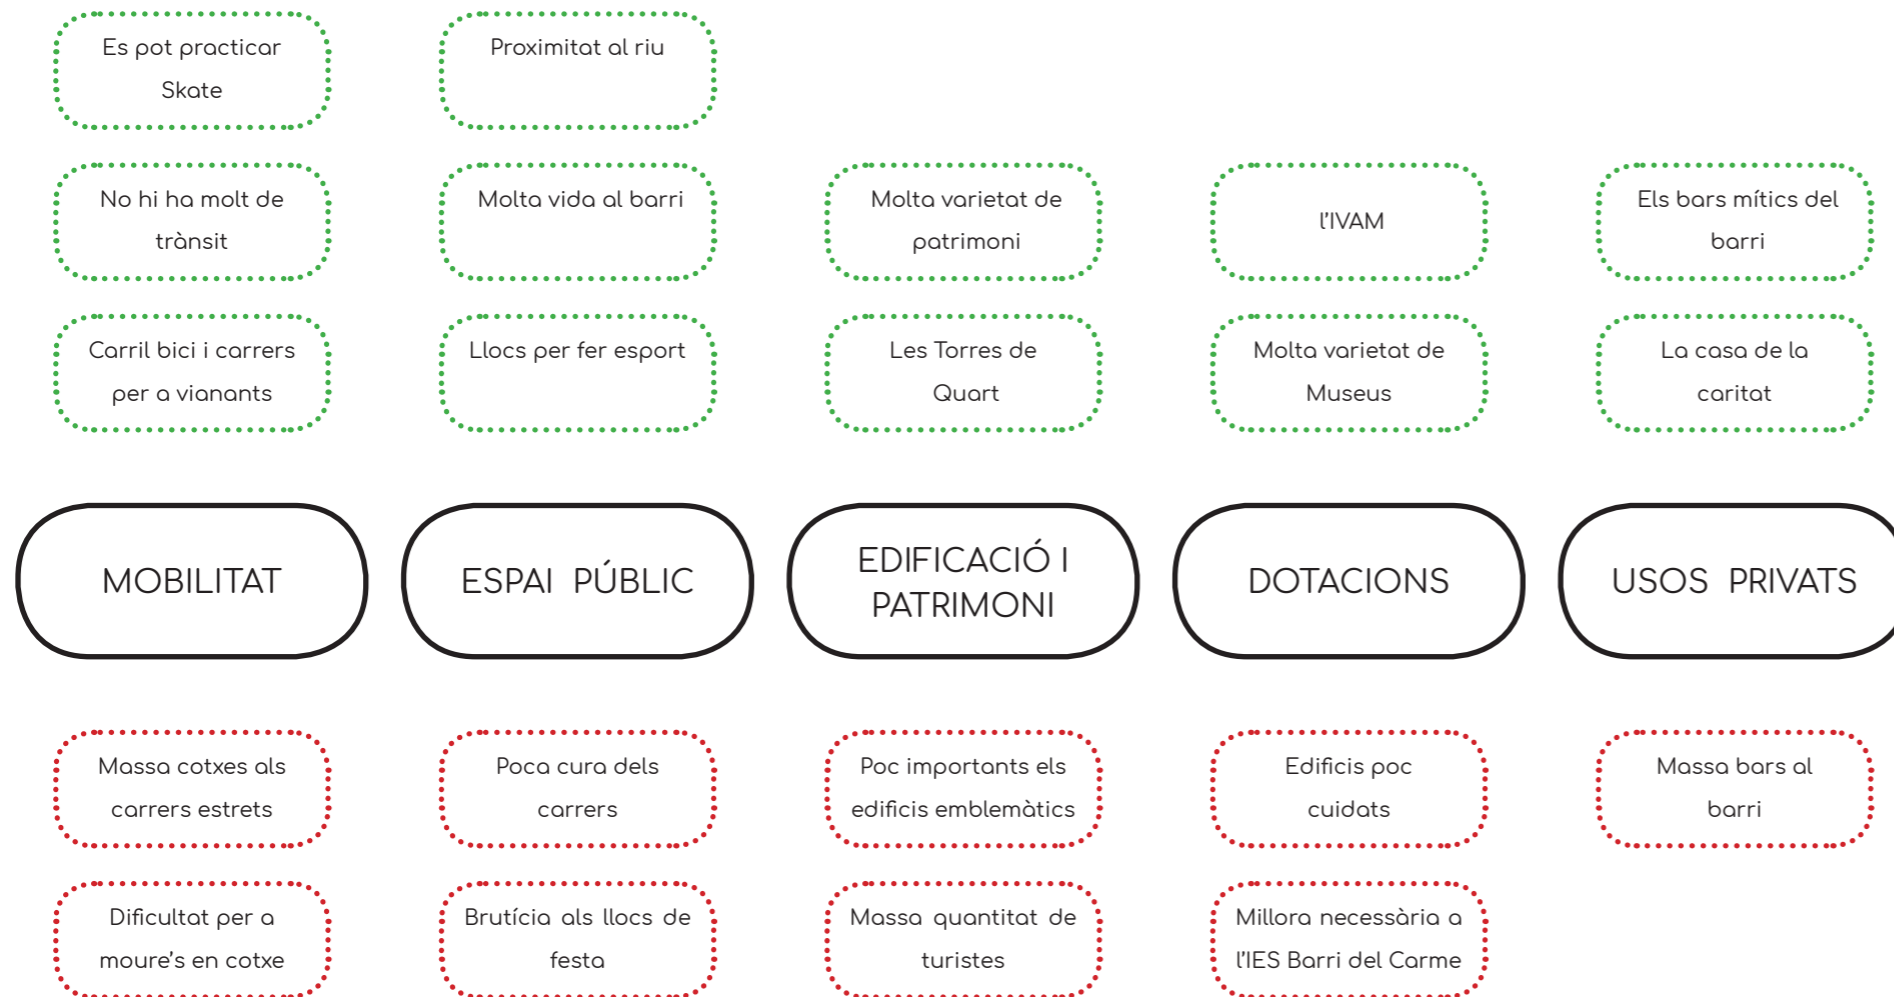 Es pot practicar
Skate
Proximitat al riu
No hi ha molt de
trànsit
Molta vida al barri
Molta varietat de
patrimoni
l'IVAM
Els bars mítics del
barri
Carril bici i carrers
per a vianants
Llocs per fer esport
Les Torres de
Quart
Molta varietat de
Museus
La casa de la
caritat
MOBILITAT
ESPAI PÚBLIC
EDIFICACIÓ I
PATRIMONI
DOTACIONS
USOS PRIVATS
Massa cotxes als
carrers estrets
Poca cura dels
carrers
Poc importants els
edificis emblemàtics
Edificis poc
cuidats
Massa bars al
barri
Dificultat per a
moure's en cotxe
Brutícia als llocs de
festa
Massa quantitat de
turistes
Millora necessària a
l'IES Barri del Carme